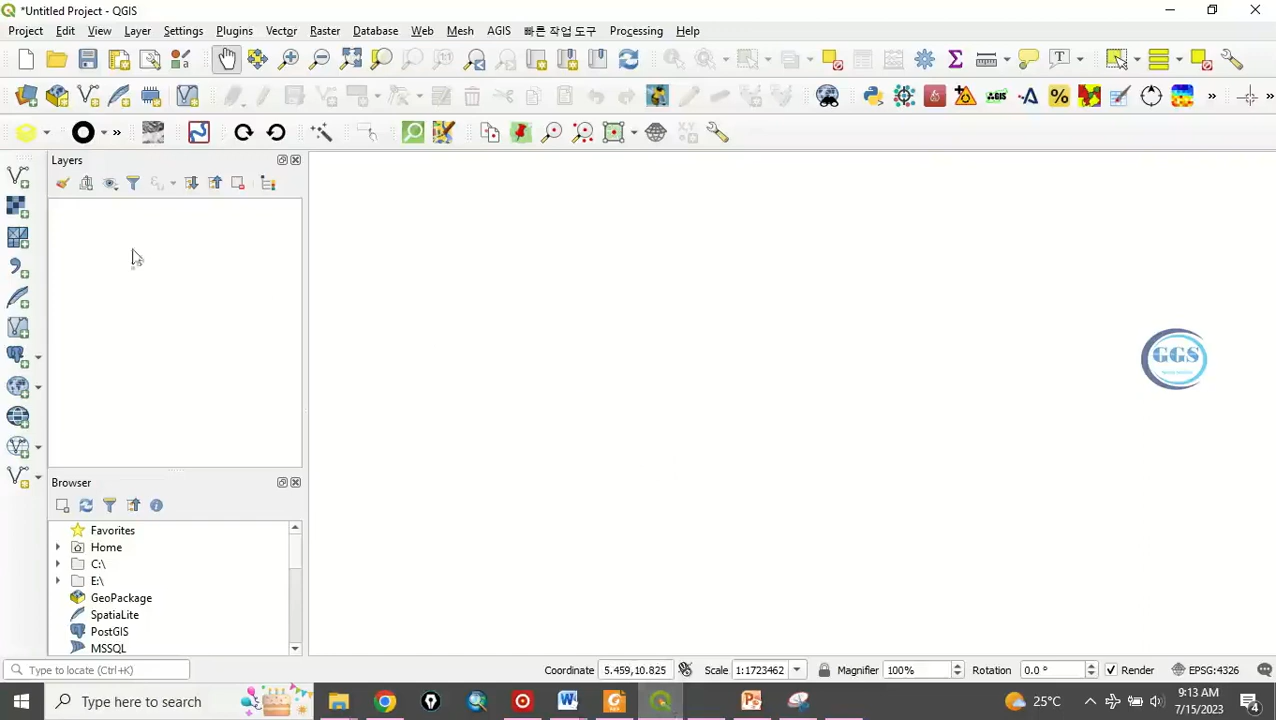 *Untitled Project - QGIS
Project Edit View Layer Settings Plugins Vector Raster Database Web Mesh AGIS 빠른 작업 도구 Processing Help
Layers
GGS
Browser
Favorites
Home
C:\
E:\
GeoPackage
SpatiaLite
PostGIS
MSSQL
Type to locate (Ctrl+K)
Coordinate 5.459,10.825 Scale 1:1723462 Magnifier 100% Rotation 0.0 ° Render EPSG:4326
Type here to search
25°C
9:13 AM
7/15/2023
4